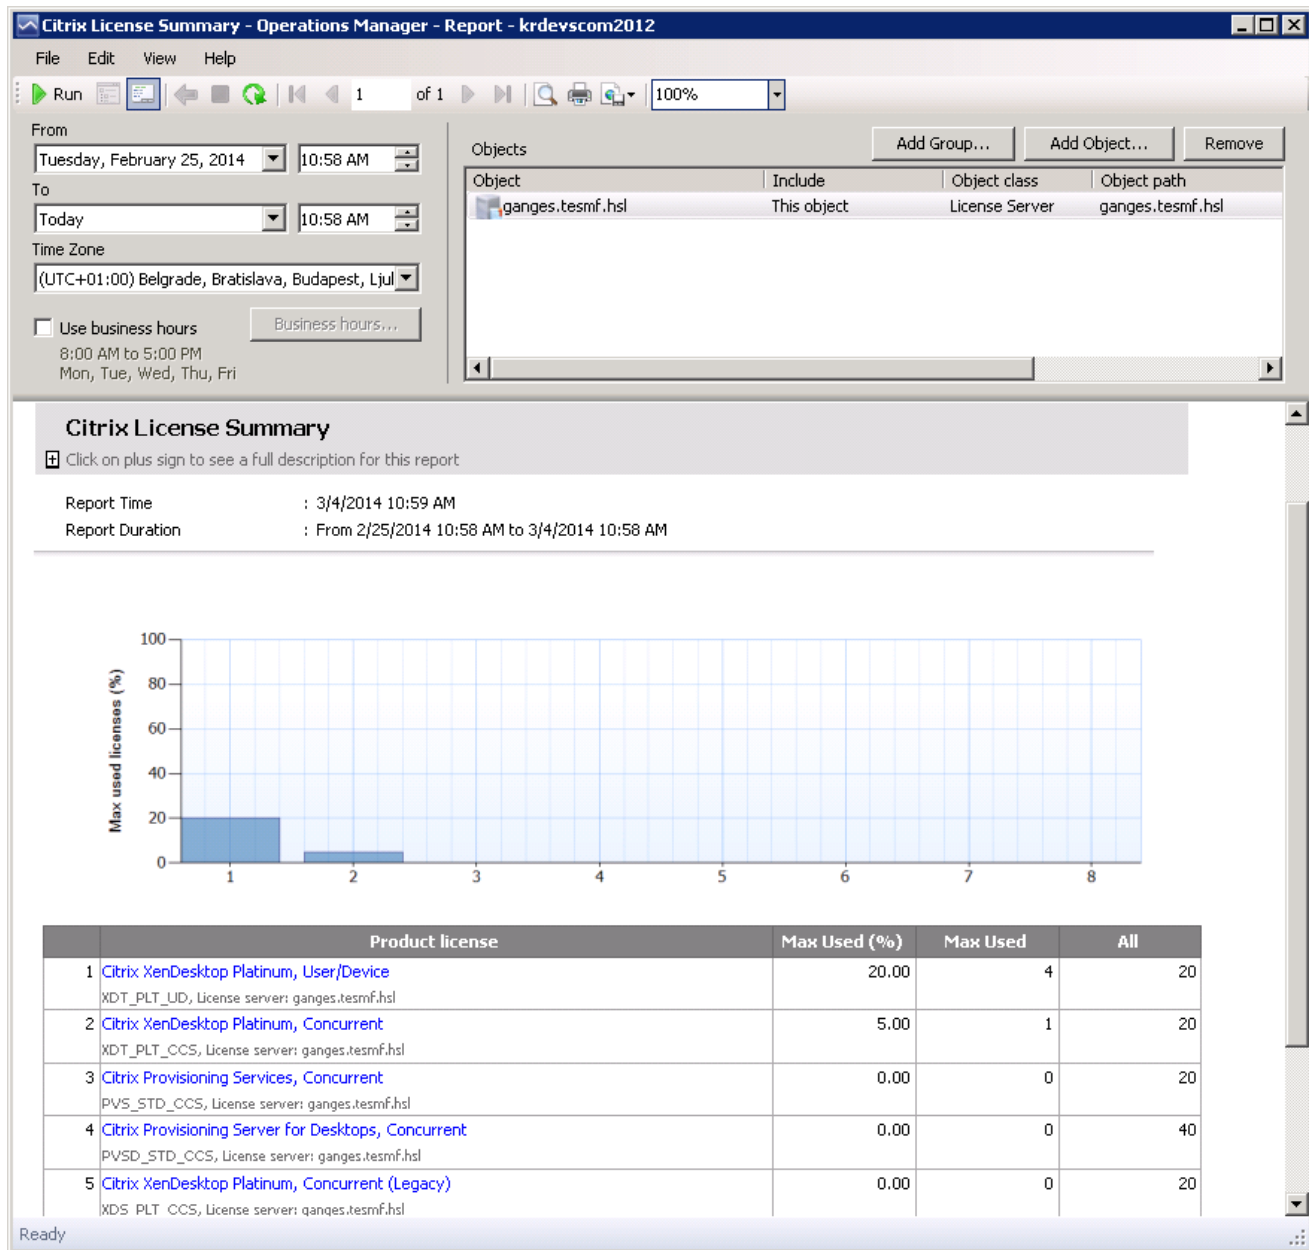 Citrix License Summary - Operations Manager - Report - krdevscom2012
File Edit View Help
Run 1 of 1 100%
From
Tuesday, February 25, 2014 10:58 AM
To
Today 10:58 AM
Time Zone
(UTC+01:00) Belgrade, Bratislava, Budapest, Ljul
Use business hours Business hours...
8:00 AM to 5:00 PM
Mon, Tue, Wed, Thu, Fri
Objects Add Group... Add Object... Remove
Object Include Object class Object path
ganges.tesmf.hsl This object License Server ganges.tesmf.hsl
Citrix License Summary
Click on plus sign to see a full description for this report
Report Time : 3/4/2014 10:59 AM
Report Duration : From 2/25/2014 10:58 AM to 3/4/2014 10:58 AM
Max used licenses (%)
100
80
60
40
20
0
1 2 3 4 5 6 7 8
Product license Max Used (%) Max Used All
1 Citrix XenDesktop Platinum, User/Device 20.00 4 20
XDT_PLT_UD, License server: ganges.tesmf.hsl
2 Citrix XenDesktop Platinum, Concurrent 5.00 1 20
XDT_PLT_CCS, License server: ganges.tesmf.hsl
3 Citrix Provisioning Services, Concurrent 0.00 0 20
PVS_STD_CCS, License server: ganges.tesmf.hsl
4 Citrix Provisioning Server for Desktops, Concurrent 0.00 0 40
PVSD_STD_CCS, License server: ganges.tesmf.hsl
5 Citrix XenDesktop Platinum, Concurrent (Legacy) 0.00 0 20
XDS_PLT_CCS, License server: ganges.tesmf.hsl
Ready